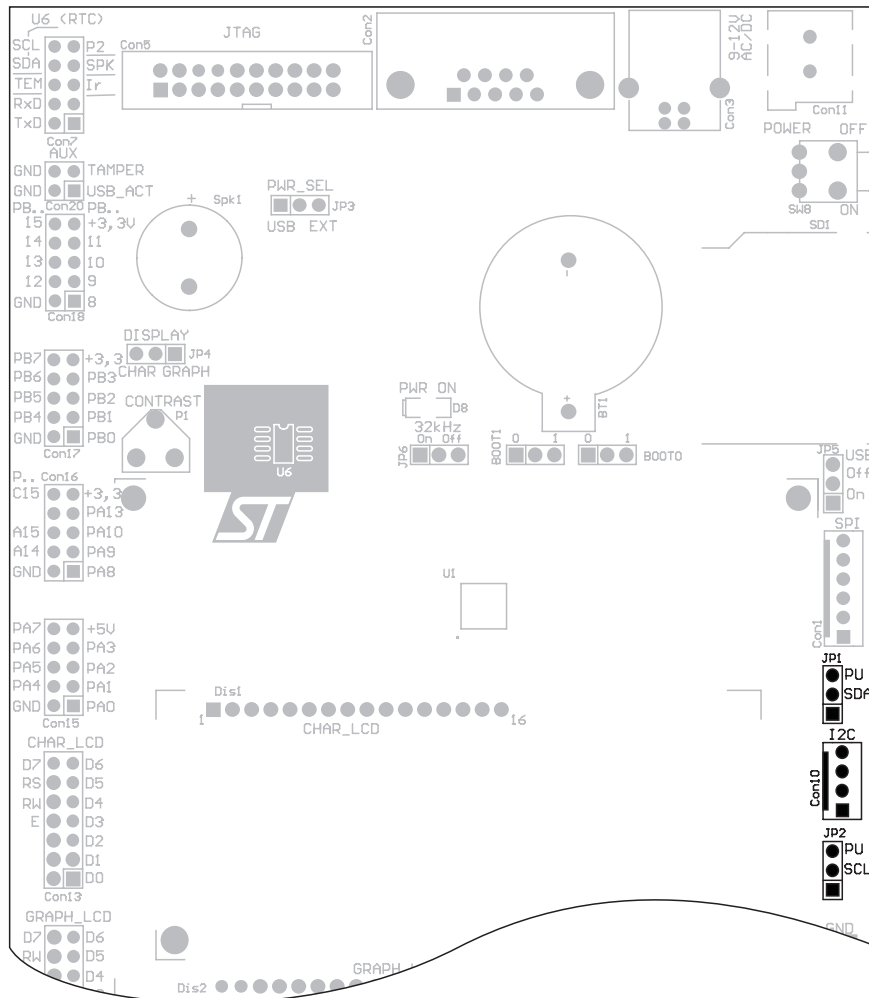 U6 (RTC)
SCL P2
SDA SPK
TEM Ir
RxD
TxD
Con7
JTAG
Con5
Con2
Con3
9-12V
AC/DC
Con11
POWER OFF
SW8 ON
SD1
AUX
GND TAMPER
GND USB_ACT
Con20
PB.. PB..
15 +3,3V
14 11
13 10
12 9
GND 8
Con18
+
Spk1
PWR_SEL
JP3
USB EXT
-
+
BT1
DISPLAY
JP4
CHAR GRAPH
PB7 +3,3
PB6 PB3
PB5 PB2
PB4 PB1
GND PB0
Con17
CONTRAST
P1
U6
ST
PWR ON
D8
32kHz
On Off
JP6
BOOT1
0 1
0 1
BOOT0
JP5
USB
Off
On
P.. Con16
C15 +3,3
PA13
A15 PA10
A14 PA9
GND PA8
SPI
Con1
U1
PA7 +5V
PA6 PA3
PA5 PA2
PA4 PA1
GND PA0
Con15
JP1
PU
SDA
Dis1
1 16
CHAR_LCD
I2C
Con10
CHAR_LCD
D7 D6
RS D5
RW D4
E D3
D2
D1
D0
Con13
JP2
PU
SCL
GRAPH_LCD
D7 D6
RW D5
D4
GND
GRAPH_L
Dis2